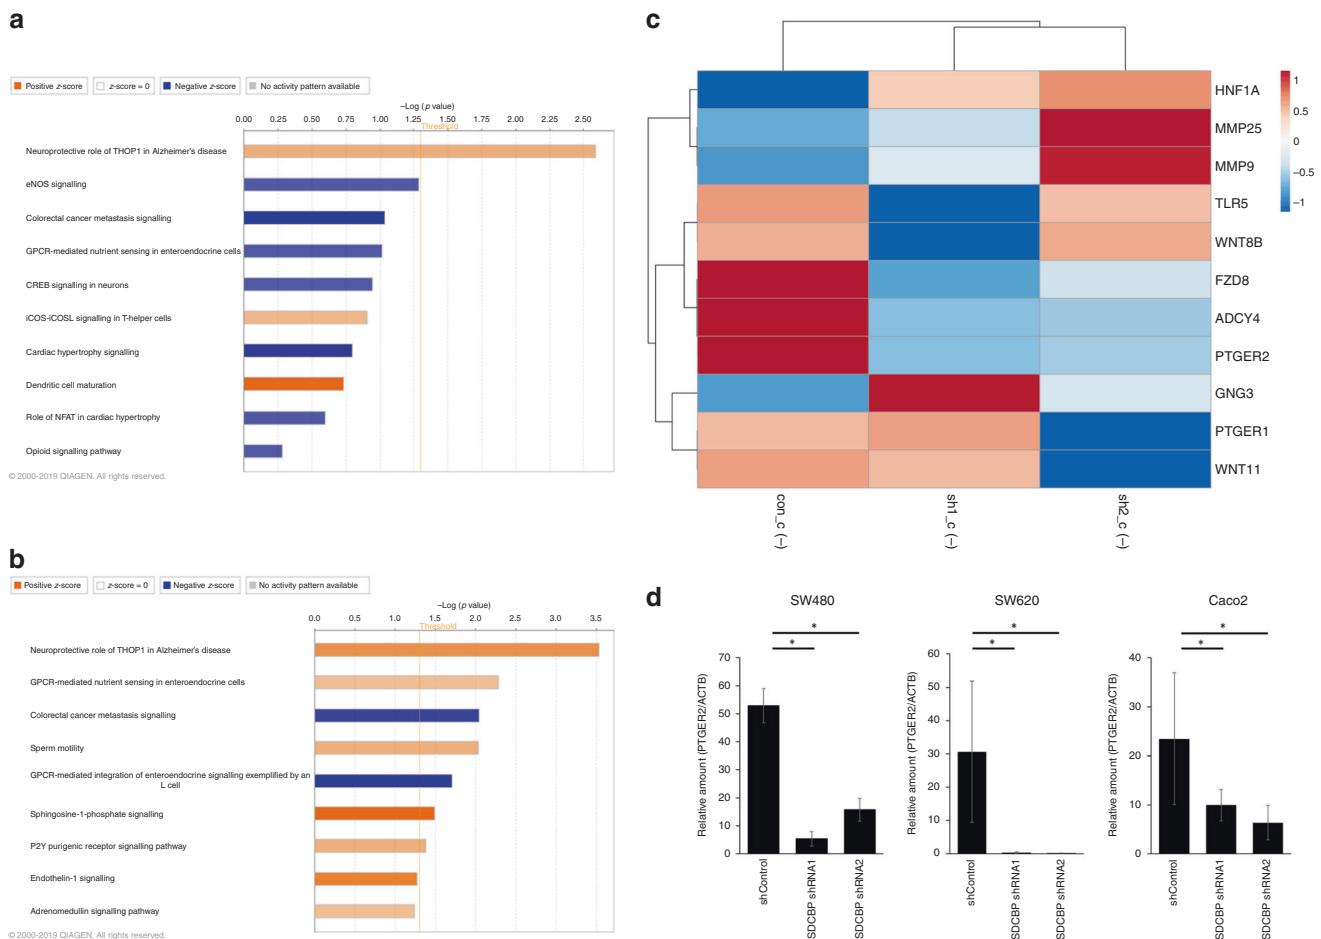 a
Positive z-score
z-score = 0
Negative z-score
No activity pattern available
–Log (p value)
0.00 0.25 0.50 0.75 1.00 1.25 1.50 1.75 2.00 2.25 2.50
Threshold
Neuroprotective role of THOP1 in Alzheimer's disease
eNOS signalling
Colorectal cancer metastasis signalling
GPCR-mediated nutrient sensing in enteroendocrine cells
CREB signalling in neurons
iCOS-iCOSL signalling in T-helper cells
Cardiac hypertrophy signalling
Dendritic cell maturation
Role of NFAT in cardiac hypertrophy
Opioid signalling pathway
© 2000-2019 QIAGEN. All rights reserved.
b
Positive z-score
z-score = 0
Negative z-score
No activity pattern available
–Log (p value)
0.0 0.5 1.0 1.5 2.0 2.5 3.0 3.5
Threshold
Neuroprotective role of THOP1 in Alzheimer's disease
GPCR-mediated nutrient sensing in enteroendocrine cells
Colorectal cancer metastasis signalling
Sperm motility
GPCR-mediated integration of enteroendocrine signalling exemplified by an
L cell
Sphingosine-1-phosphate signalling
P2Y purigenic receptor signalling pathway
Endothelin-1 signalling
Adrenomedullin signalling pathway
© 2000-2019 QIAGEN. All rights reserved.
c
HNF1A
MMP25
MMP9
TLR5
WNT8B
FZD8
ADCY4
PTGER2
GNG3
PTGER1
WNT11
1
0.5
0
−0.5
−1
con_c (−)
sh1_c (−)
sh2_c (−)
d
SW480
*
*
Relative amount (PTGER2/ACTB)
70
60
50
40
30
20
10
0
shControl
SDCBP shRNA1
SDCBP shRNA2
SW620
*
*
Relative amount (PTGER2/ACTB)
60
50
40
30
20
10
0
shControl
SDCBP shRNA1
SDCBP shRNA2
Caco2
*
*
Relative amount (PTGER2/ACTB)
40
30
20
10
0
shControl
SDCBP shRNA1
SDCBP shRNA2